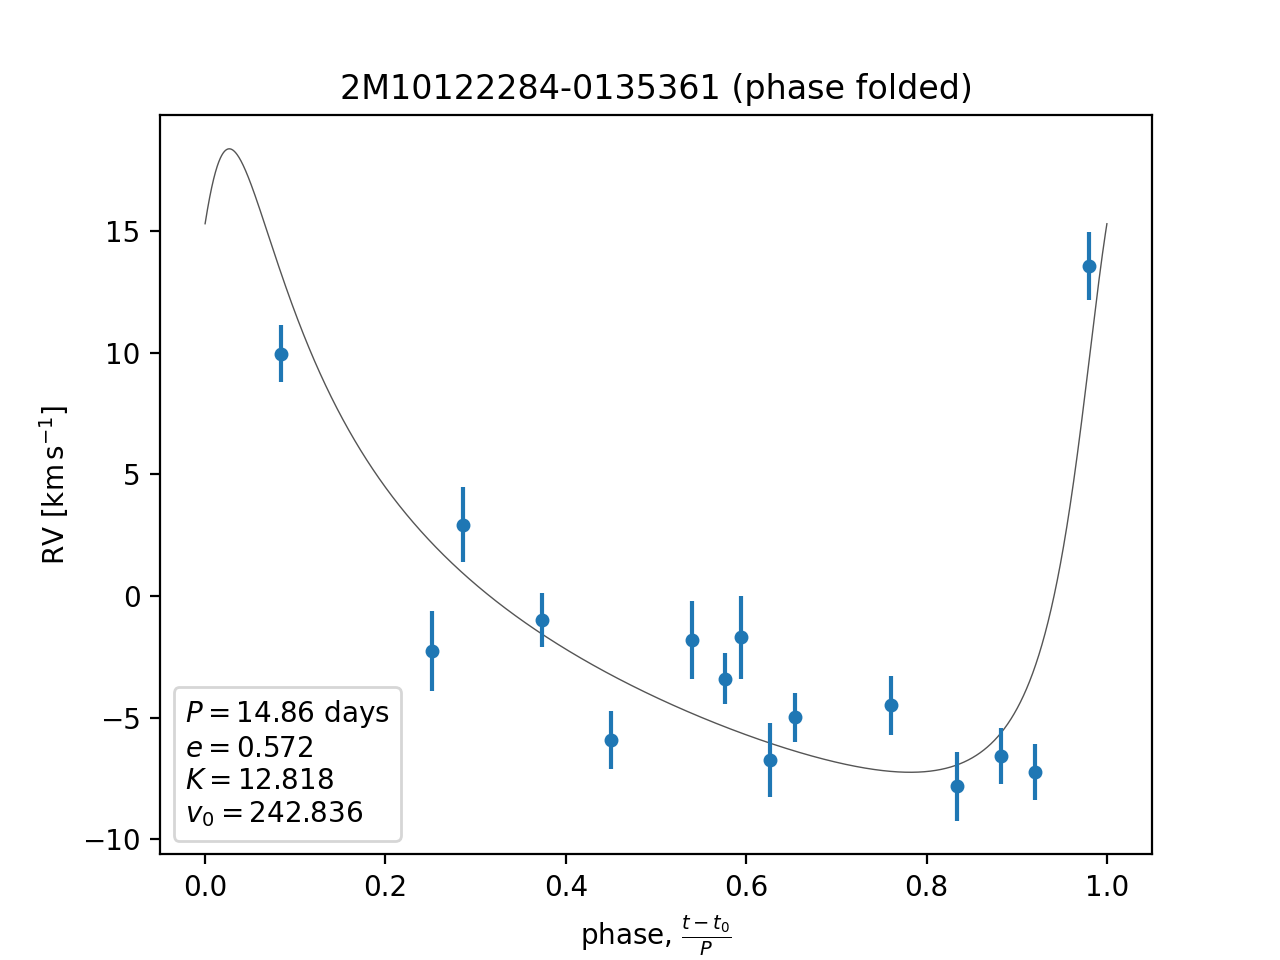 2M10122284-0135361 (phase folded)
RV [km s⁻¹]
15
10
5
0
−5
−10
P = 14.86 days
e = 0.572
K = 12.818
v₀ = 242.836
0.0 0.2 0.4 0.6 0.8 1.0
phase, (t − t₀)/P